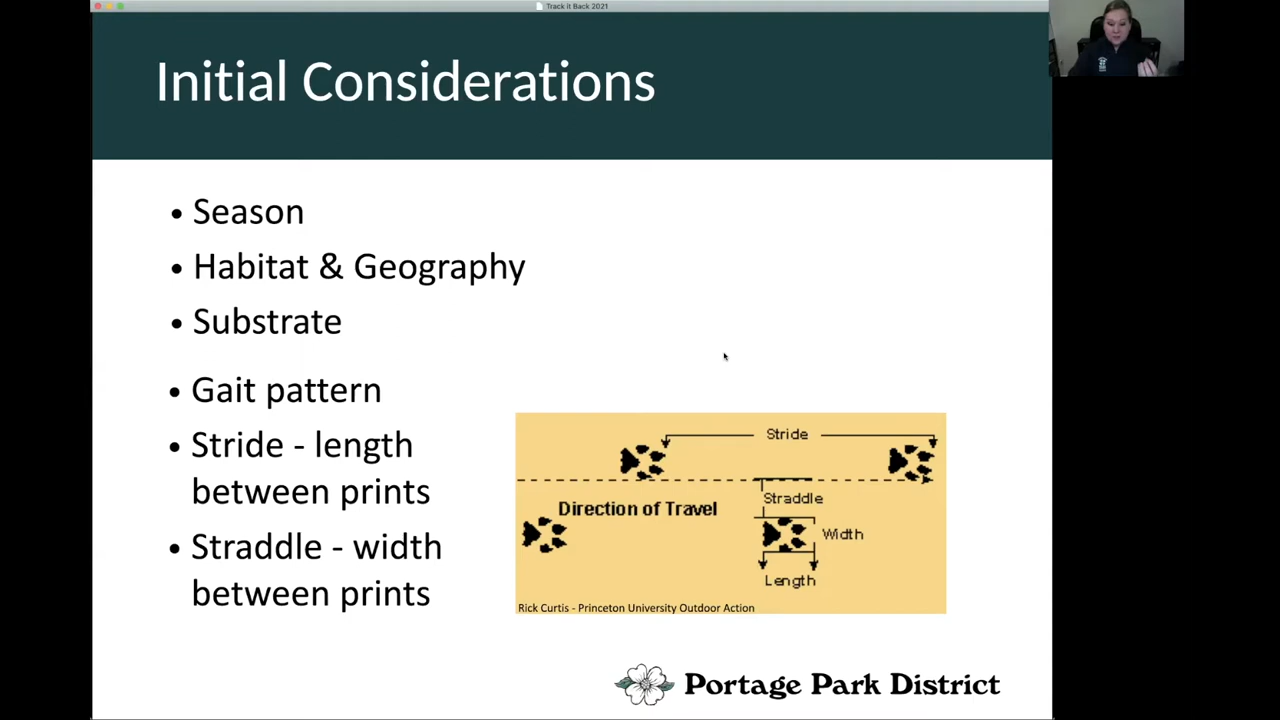 Track it Back 2021
Initial Considerations
• Season
• Habitat & Geography
• Substrate
• Gait pattern
• Stride - length
between prints
• Straddle - width
between prints
Stride
Direction of Travel
Straddle
Width
Length
Rick Curtis - Princeton University Outdoor Action
Portage Park District